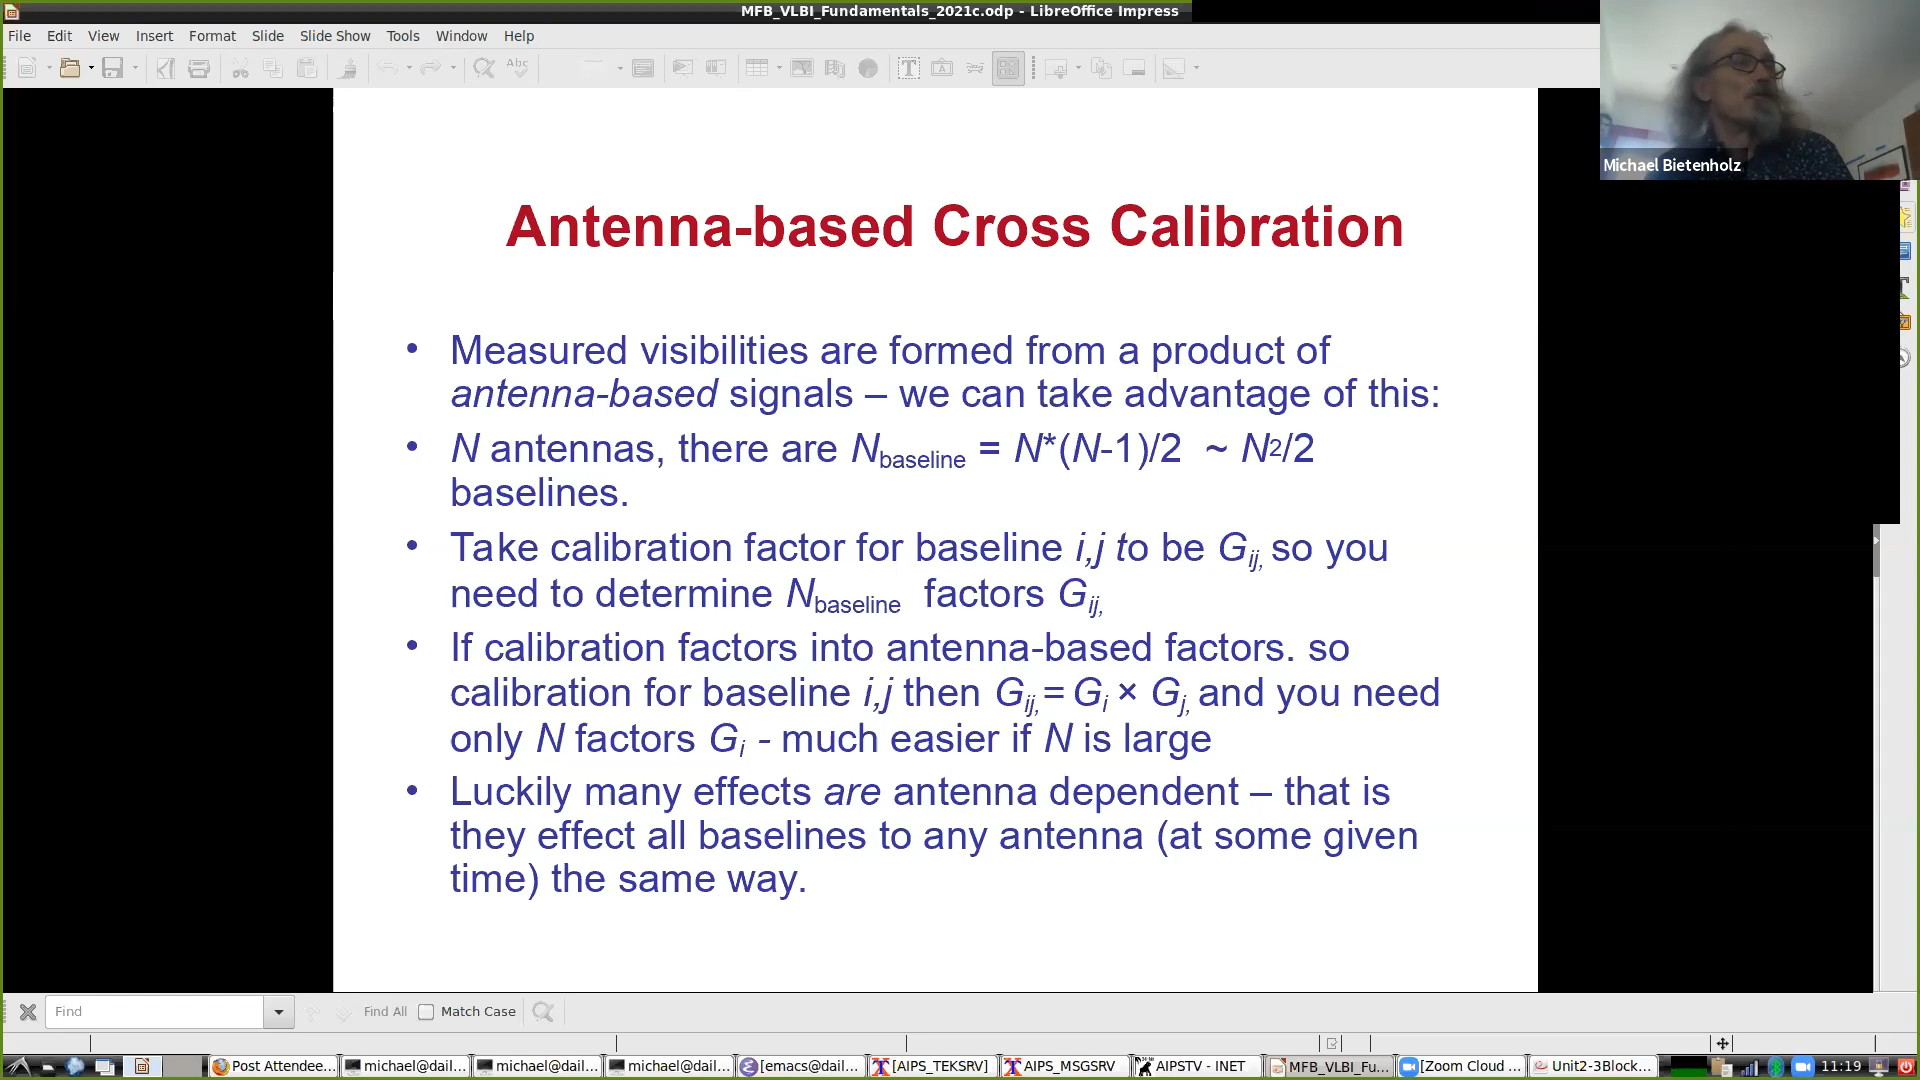 MFB_VLBI_Fundamentals_2021c.odp - LibreOffice Impress
File Edit View Insert Format Slide Slide Show Tools Window Help
Michael Bietenholz
Antenna-based Cross Calibration
• Measured visibilities are formed from a product of
antenna-based signals – we can take advantage of this:
• N antennas, there are Nbaseline = N*(N-1)/2 ~ N2/2
baselines.
• Take calibration factor for baseline i,j to be Gij, so you
need to determine Nbaseline factors Gij,
• If calibration factors into antenna-based factors. so
calibration for baseline i,j then Gij, = Gi × Gj, and you need
only N factors Gi - much easier if N is large
• Luckily many effects are antenna dependent – that is
they effect all baselines to any antenna (at some given
time) the same way.
Find Find All Match Case
Post Attendee... michael@dail... michael@dail... michael@dail... [emacs@dail... [AIPS_TEKSRV] AIPS_MSGSRV AIPSTV - INET MFB_VLBI_Fu... [Zoom Cloud ... Unit2-3Block... 11:19